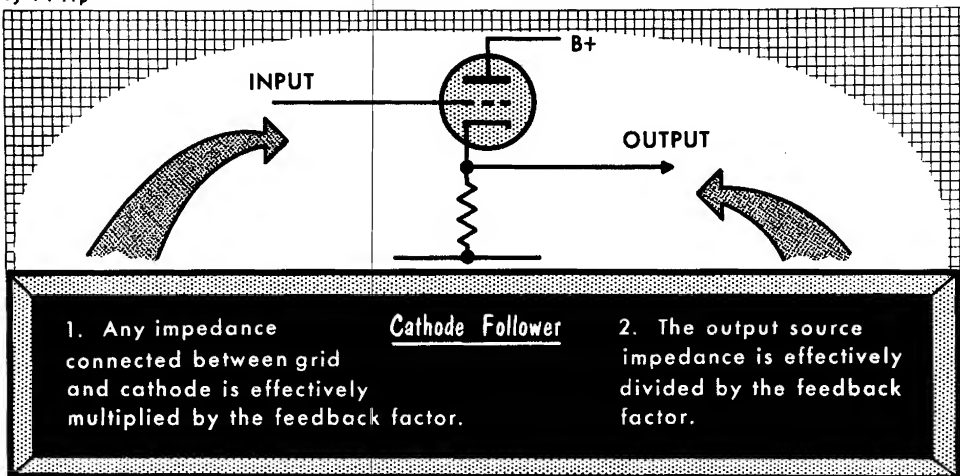 B+
INPUT
OUTPUT
Cathode Follower
1. Any impedance
connected between grid
and cathode is effectively
multiplied by the feedback factor.
2. The output source
impedance is effectively
divided by the feedback
factor.